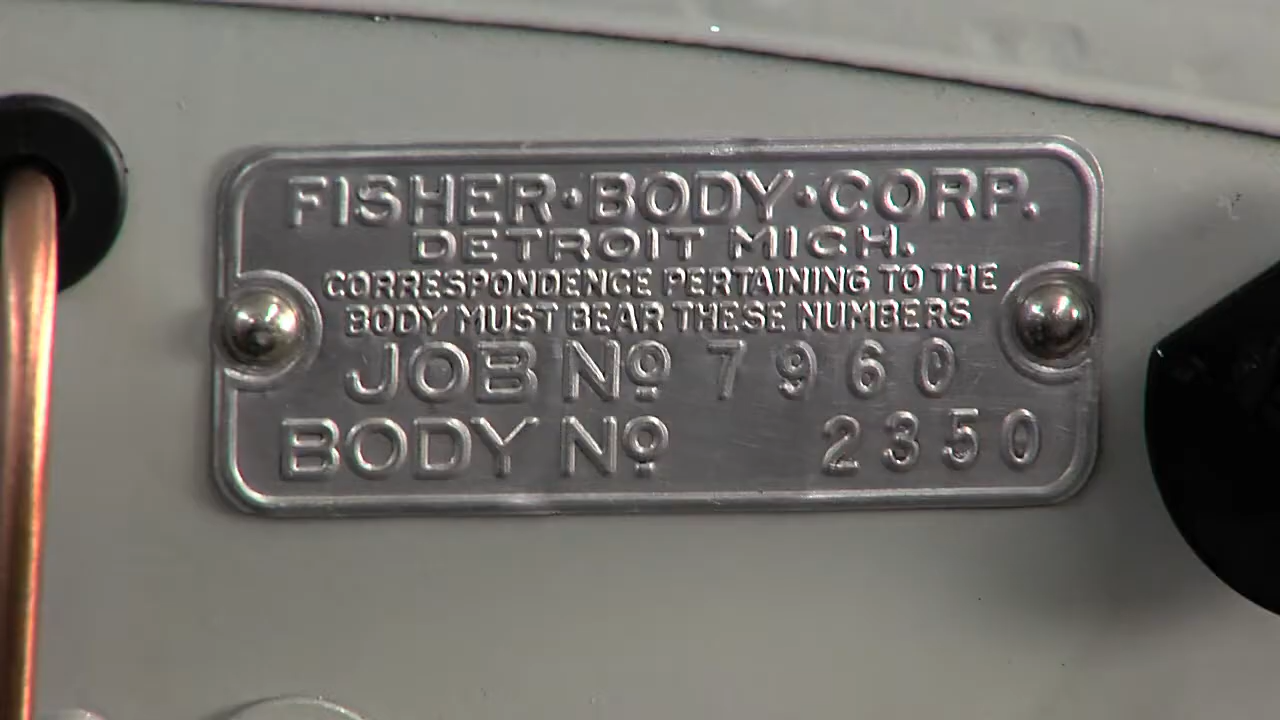 FISHER·BODY·CORP.
DETROIT MICH.
CORRESPONDENCE PERTAINING TO THE
BODY MUST BEAR THESE NUMBERS
JOB Nº 7960
BODY Nº 2350